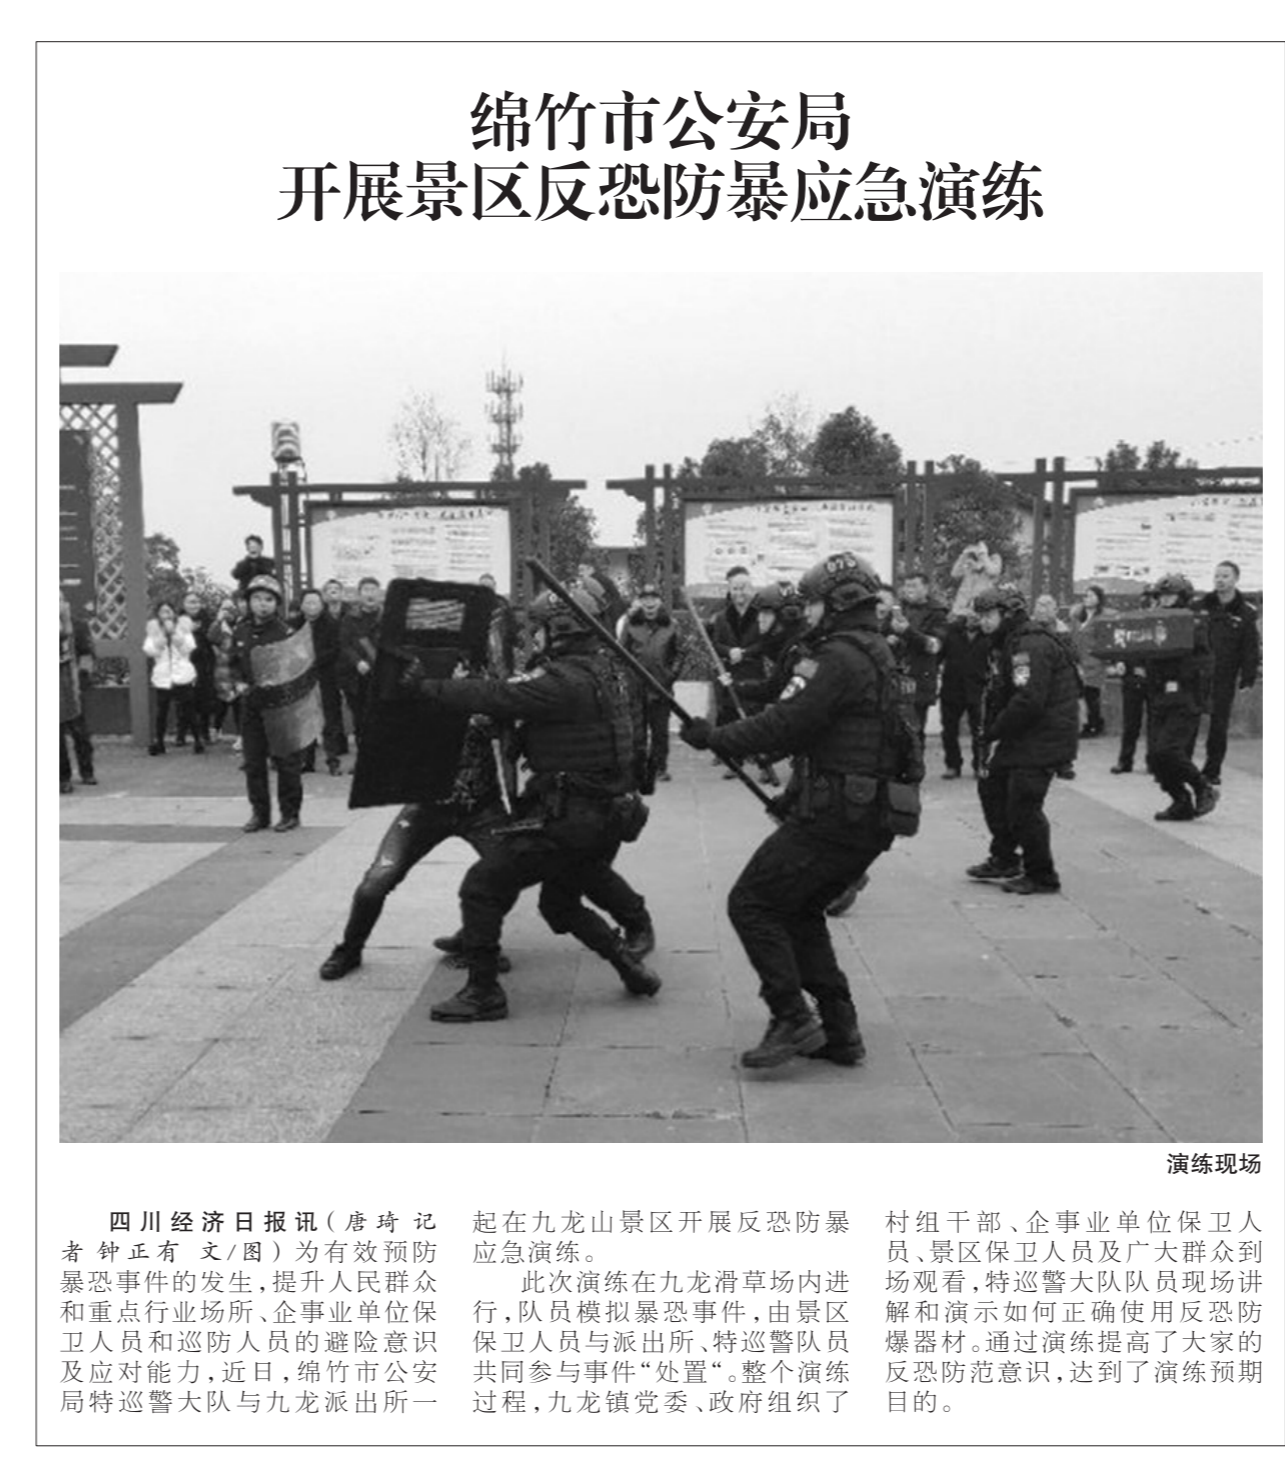 绵竹市公安局
开展景区反恐防暴应急演练
演练现场
四川经济日报讯(唐琦 记
者 钟正有 文/图)为有效预防
暴恐事件的发生,提升人民群众
和重点行业场所、企事业单位保
卫人员和巡防人员的避险意识
及应对能力,近日,绵竹市公安
局特巡警大队与九龙派出所一
起在九龙山景区开展反恐防暴
应急演练。
此次演练在九龙滑草场内进
行,队员模拟暴恐事件,由景区
保卫人员与派出所、特巡警队员
共同参与事件“处置“。整个演练
过程,九龙镇党委、政府组织了
村组干部、企事业单位保卫人
员、景区保卫人员及广大群众到
场观看,特巡警大队队员现场讲
解和演示如何正确使用反恐防
爆器材。通过演练提高了大家的
反恐防范意识,达到了演练预期
目的。